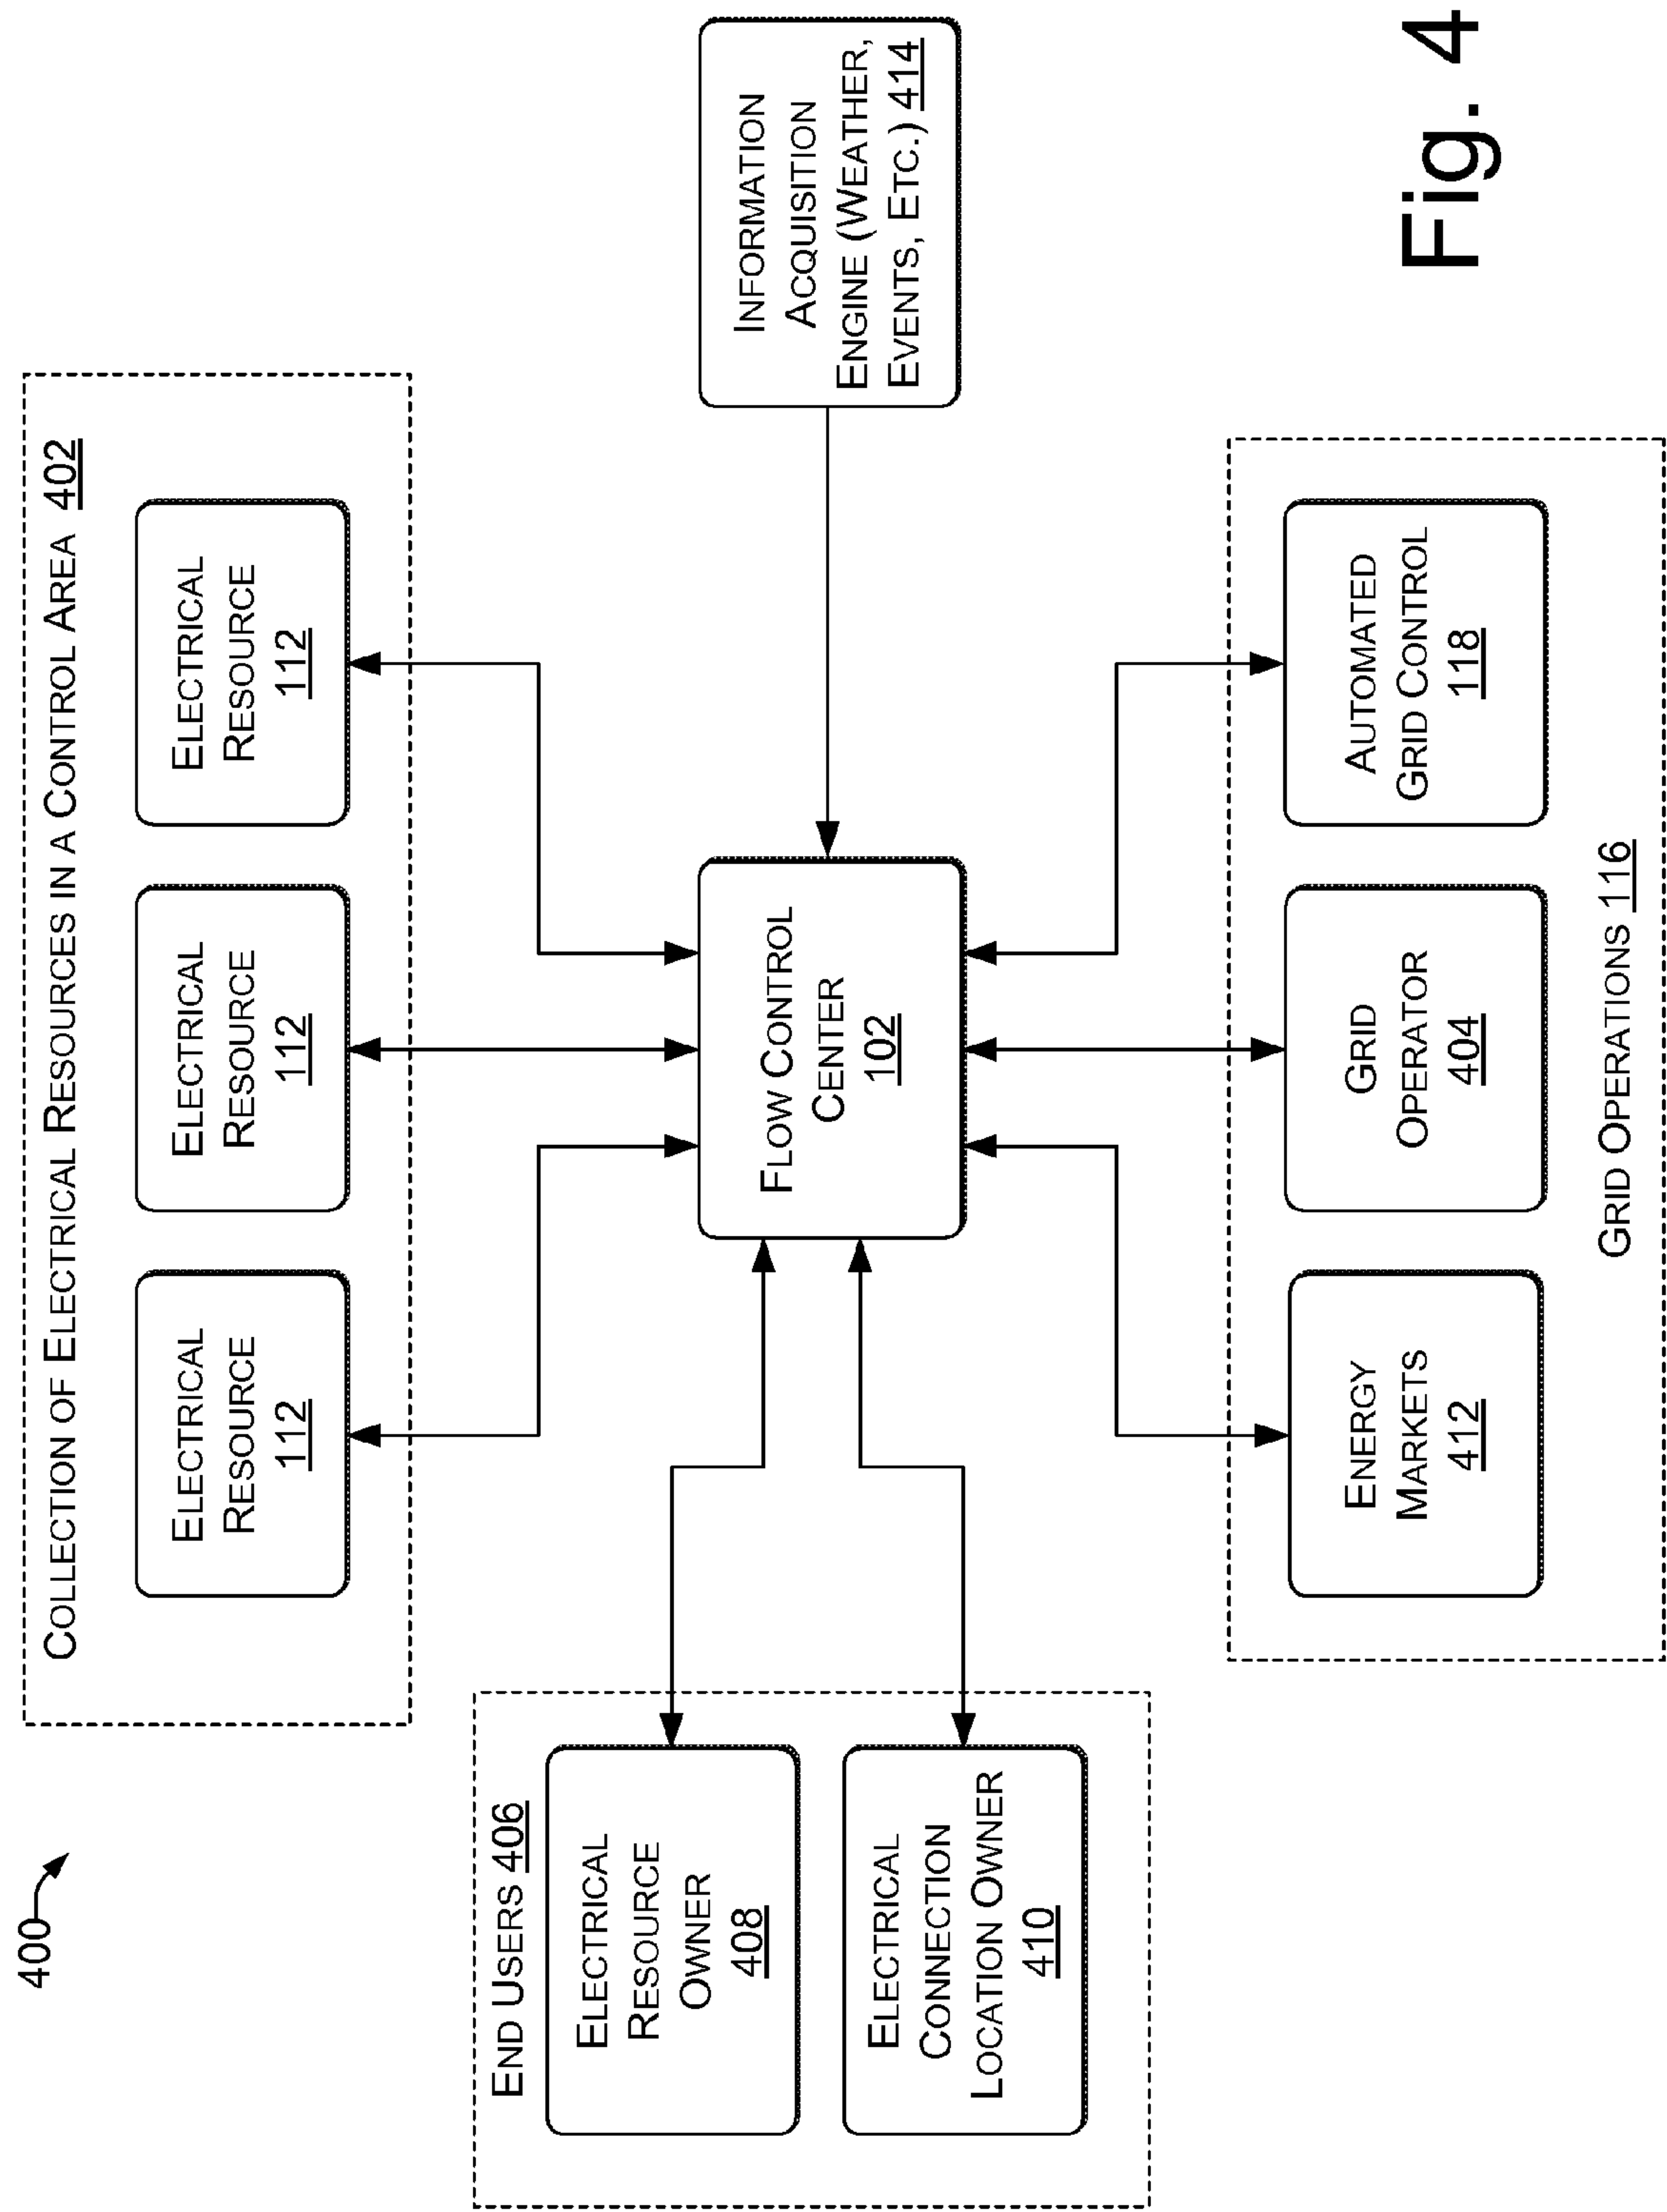 400
COLLECTION OF ELECTRICAL RESOURCES IN A CONTROL AREA 402
ELECTRICAL
RESOURCE
112
ELECTRICAL
RESOURCE
112
ELECTRICAL
RESOURCE
112
END USERS 406
ELECTRICAL
RESOURCE
OWNER
408
ELECTRICAL
CONNECTION
LOCATION OWNER
410
FLOW CONTROL
CENTER
102
INFORMATION
ACQUISITION
ENGINE (WEATHER,
EVENTS, ETC.) 414
ENERGY
MARKETS
412
GRID
OPERATOR
404
AUTOMATED
GRID CONTROL
118
GRID OPERATIONS 116
Fig. 4